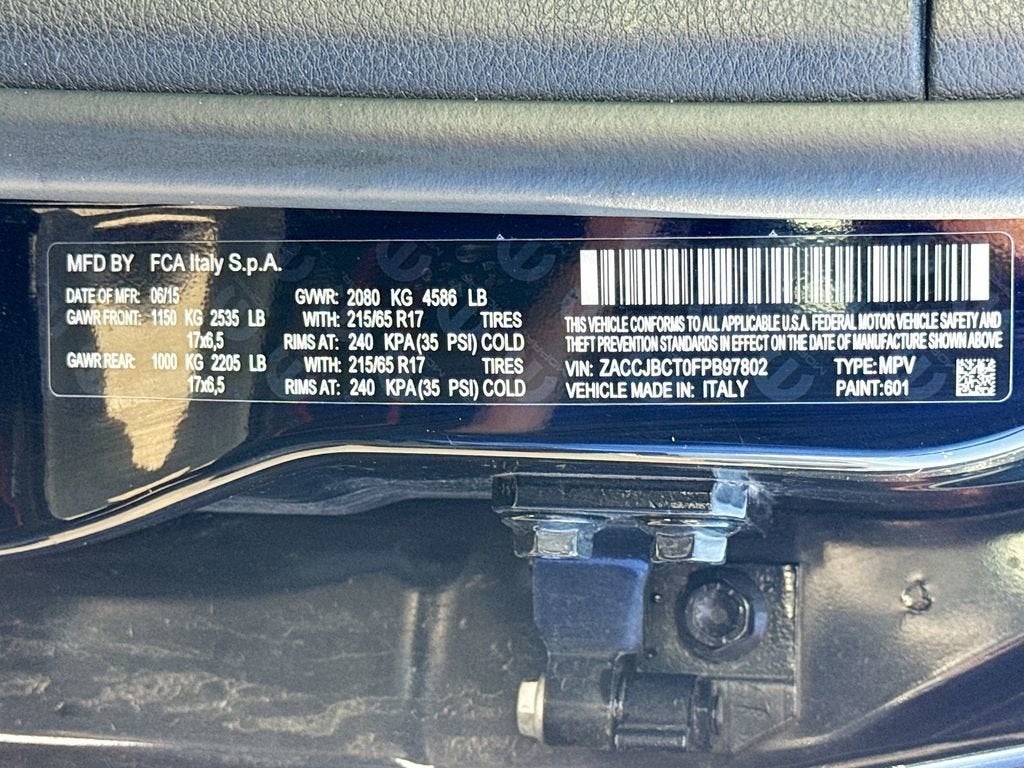 MFD BY FCA Italy S.p.A.
DATE OF MFR: 06/15 GVWR: 2080 KG 4586 LB
GAWR FRONT: 1150 KG 2535 LB WITH: 215/65 R17 TIRES
17x6,5 RIMS AT: 240 KPA(35 PSI) COLD
GAWR REAR: 1000 KG 2205 LB WITH: 215/65 R17 TIRES
17x6,5 RIMS AT: 240 KPA(35 PSI) COLD
THIS VEHICLE CONFORMS TO ALL APPLICABLE U.S.A. FEDERAL MOTOR VEHICLE SAFETY AND
THEFT PREVENTION STANDARDS IN EFFECT ON THE DATE OF MANUFACTURE SHOWN ABOVE
VIN: ZACCJBCT0FPB97802 TYPE: MPV
VEHICLE MADE IN: ITALY PAINT:601